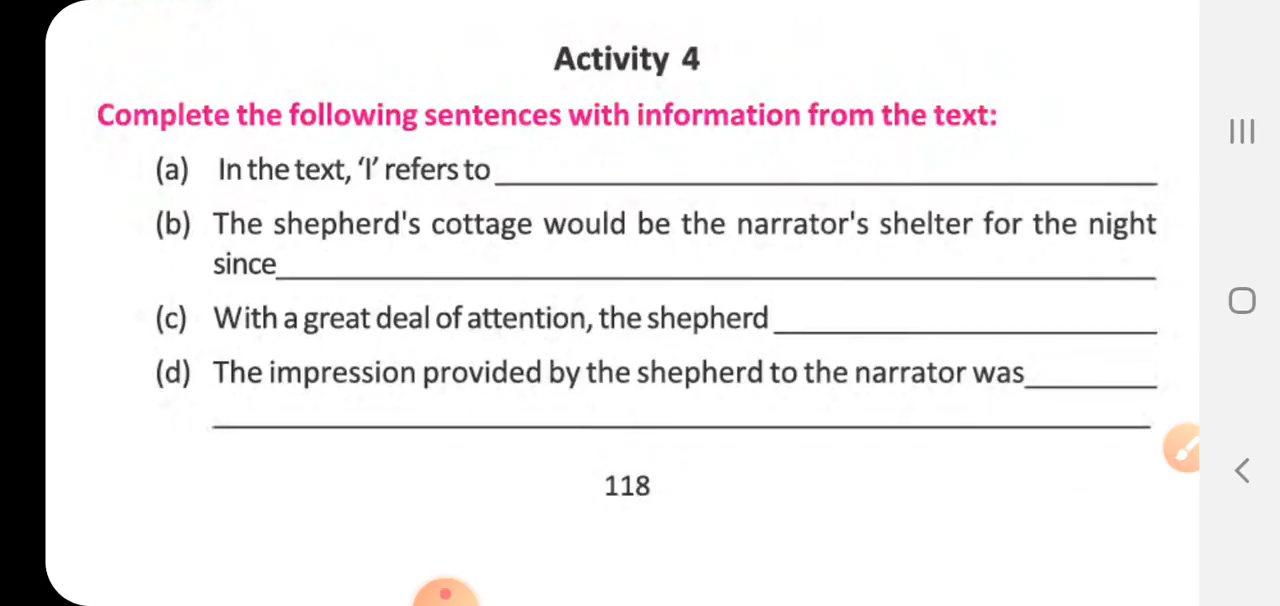 Activity 4
Complete the following sentences with information from the text:
(a) In the text, 'I' refers to
(b) The shepherd's cottage would be the narrator's shelter for the night
since
(c) With a great deal of attention, the shepherd
(d) The impression provided by the shepherd to the narrator was
118